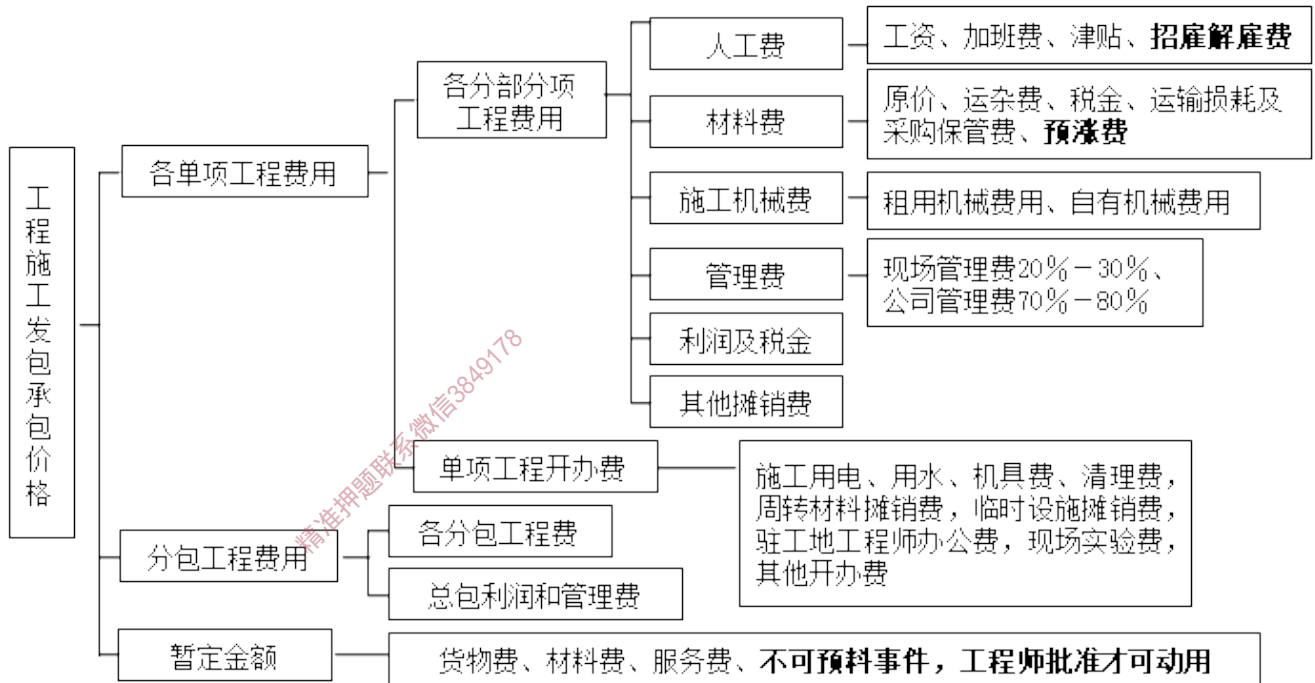 工程施工发包承包价格
各单项工程费用
各分部分项
工程费用
人工费
工资、加班费、津贴、招雇解雇费
材料费
原价、运杂费、税金、运输损耗及
采购保管费、预涨费
施工机械费
租用机械费用、自有机械费用
管理费
现场管理费20%-30%、
公司管理费70%-80%
利润及税金
其他摊销费
单项工程开办费
施工用电、用水、机具费、清理费，
周转材料摊销费，临时设施摊销费，
驻工地工程师办公费，现场实验费，
其他开办费
分包工程费用
各分包工程费
总包利润和管理费
暂定金额
货物费、材料费、服务费、不可预料事件，工程师批准才可动用
精准押题联系微信3849178